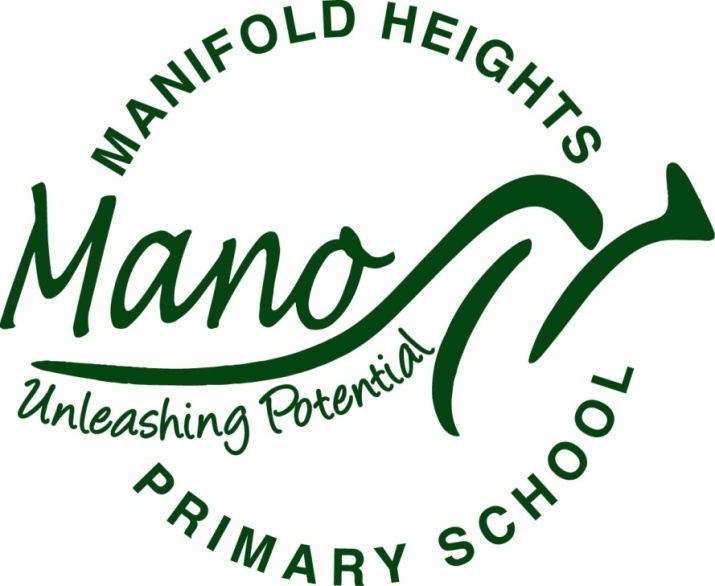 MANIFOLD HEIGHTS
Mano
Unleashing Potential
PRIMARY SCHOOL